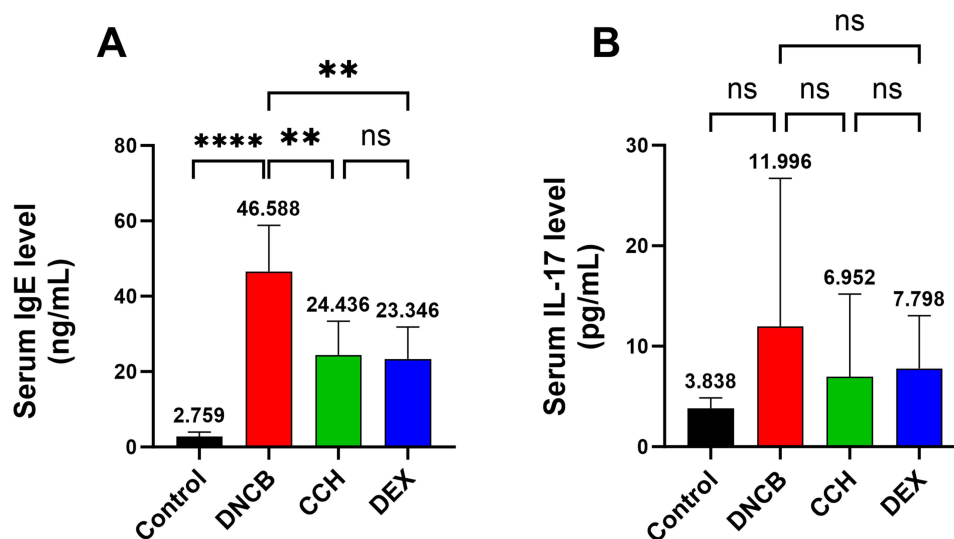 A
**
**** ** ns
80
60
40
20
0
Serum IgE level
(ng/mL)
2.759
46.588
24.436
23.346
Control
DNCB
CCH
DEX
B
ns
ns ns ns
30
20
10
0
Serum IL-17 level
(pg/mL)
3.838
11.996
6.952
7.798
Control
DNCB
CCH
DEX